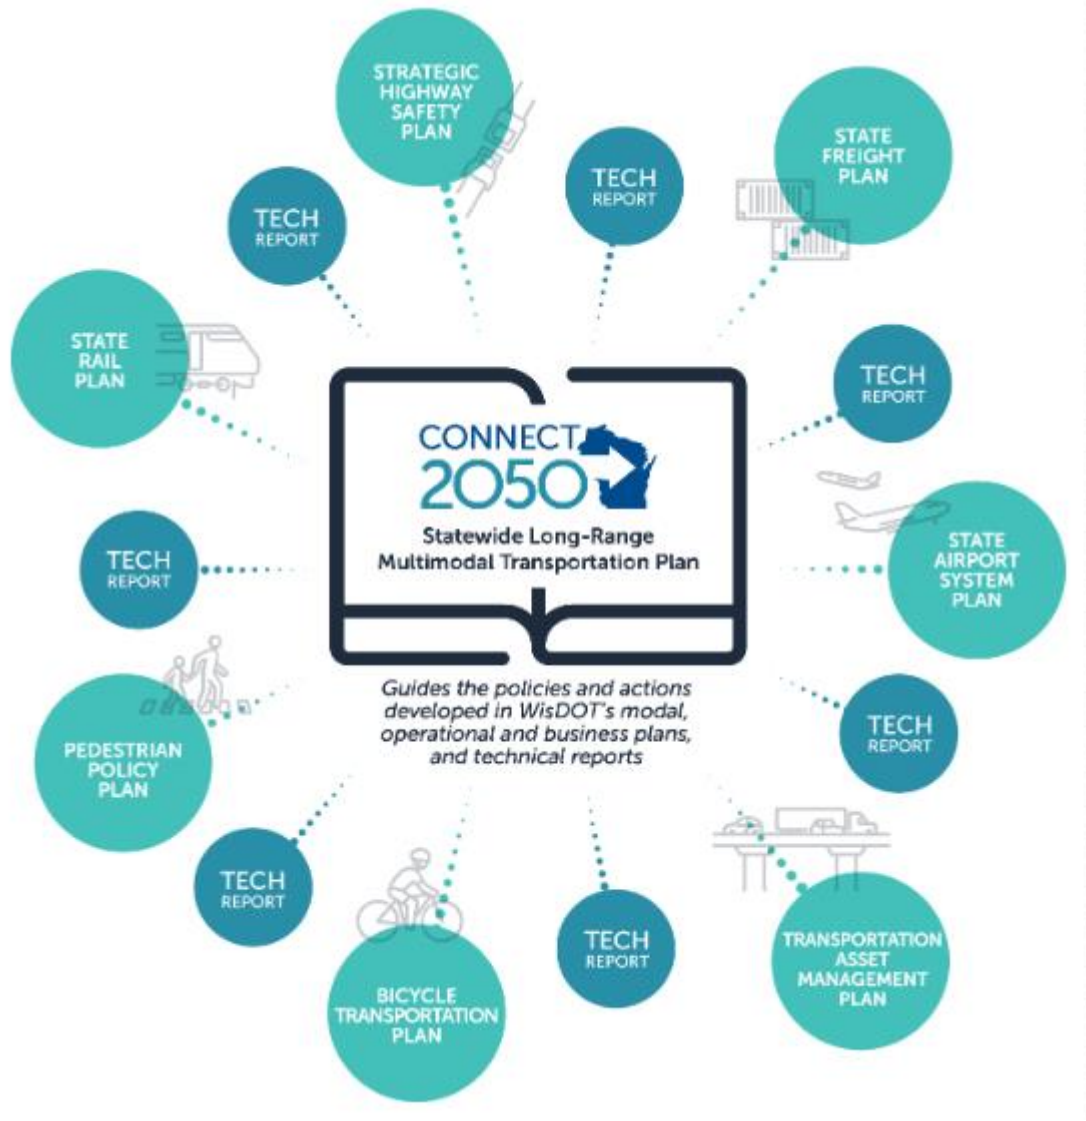 STRATEGIC
HIGHWAY
SAFETY
PLAN
STATE
FREIGHT
PLAN
TECH
REPORT
TECH
REPORT
STATE
RAIL
PLAN
TECH
REPORT
CONNECT
2050
Statewide Long-Range
Multimodal Transportation Plan
TECH
REPORT
STATE
AIRPORT
SYSTEM
PLAN
Guides the policies and actions
developed in WisDOT's modal,
operational and business plans,
and technical reports
TECH
REPORT
PEDESTRIAN
POLICY
PLAN
TECH
REPORT
TECH
REPORT
TRANSPORTATION
ASSET
MANAGEMENT
PLAN
BICYCLE
TRANSPORTATION
PLAN